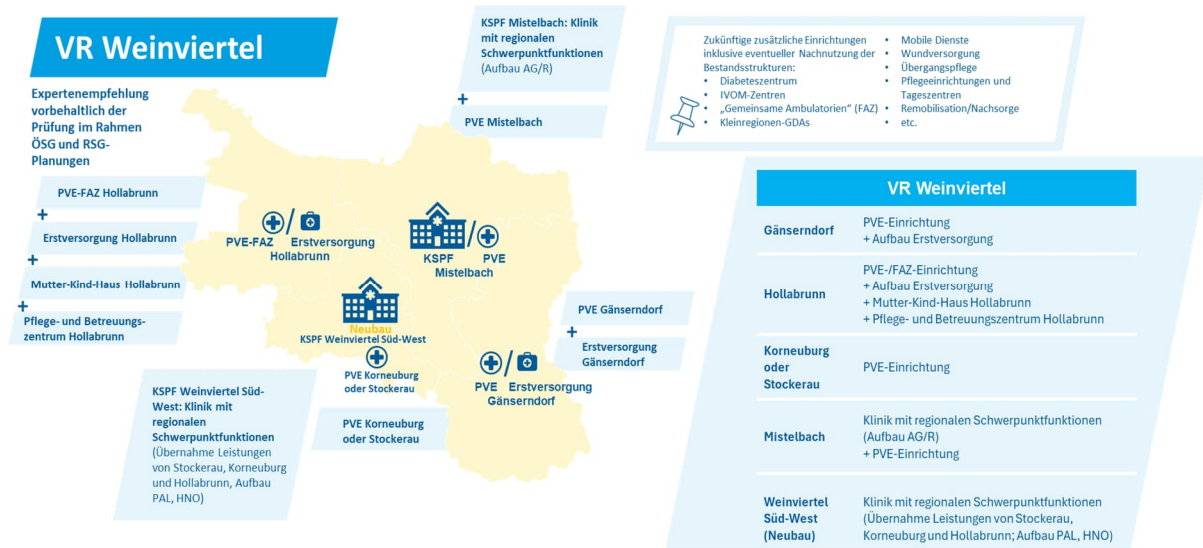 VR Weinviertel
Expertenempfehlung
vorbehaltlich der
Prüfung im Rahmen
ÖSG und RSG-
Planungen
KSPF Mistelbach: Klinik
mit regionalen
Schwerpunktfunktionen
(Aufbau AG/R)
+
PVE Mistelbach
Zukünftige zusätzliche Einrichtungen
inklusive eventueller Nachnutzung der
Bestandsstrukturen:
• Diabeteszentrum
• IVOM-Zentren
• „Gemeinsame Ambulatorien“ (FAZ)
• Kleinregionen-GDAs
• Mobile Dienste
• Wundversorgung
• Übergangspflege
• Pflegeeinrichtungen und
Tageszentren
• Remobilisation/Nachsorge
• etc.
PVE-FAZ Hollabrunn
+
Erstversorgung Hollabrunn
+
Mutter-Kind-Haus Hollabrunn
+
Pflege- und Betreuungs-
zentrum Hollabrunn
/
PVE-FAZ Erstversorgung
Hollabrunn
/
KSPF PVE
Mistelbach
Neubau
KSPF Weinviertel Süd-West
PVE Korneuburg
oder Stockerau
/
PVE Erstversorgung
Gänserndorf
PVE Gänserndorf
+
Erstversorgung
Gänserndorf
KSPF Weinviertel Süd-
West: Klinik mit
regionalen
Schwerpunktfunktionen
(Übernahme Leistungen
von Stockerau, Korneuburg
und Hollabrunn, Aufbau
PAL, HNO)
PVE Korneuburg
oder Stockerau
VR Weinviertel
Gänserndorf
PVE-Einrichtung
+ Aufbau Erstversorgung
Hollabrunn
PVE-/FAZ-Einrichtung
+ Aufbau Erstversorgung
+ Mutter-Kind-Haus Hollabrunn
+ Pflege- und Betreuungszentrum Hollabrunn
Korneuburg
oder
Stockerau
PVE-Einrichtung
Mistelbach
Klinik mit regionalen Schwerpunktfunktionen
(Aufbau AG/R)
+ PVE-Einrichtung
Weinviertel
Süd-West
(Neubau)
Klinik mit regionalen Schwerpunktfunktionen
(Übernahme Leistungen von Stockerau,
Korneuburg und Hollabrunn; Aufbau PAL, HNO)